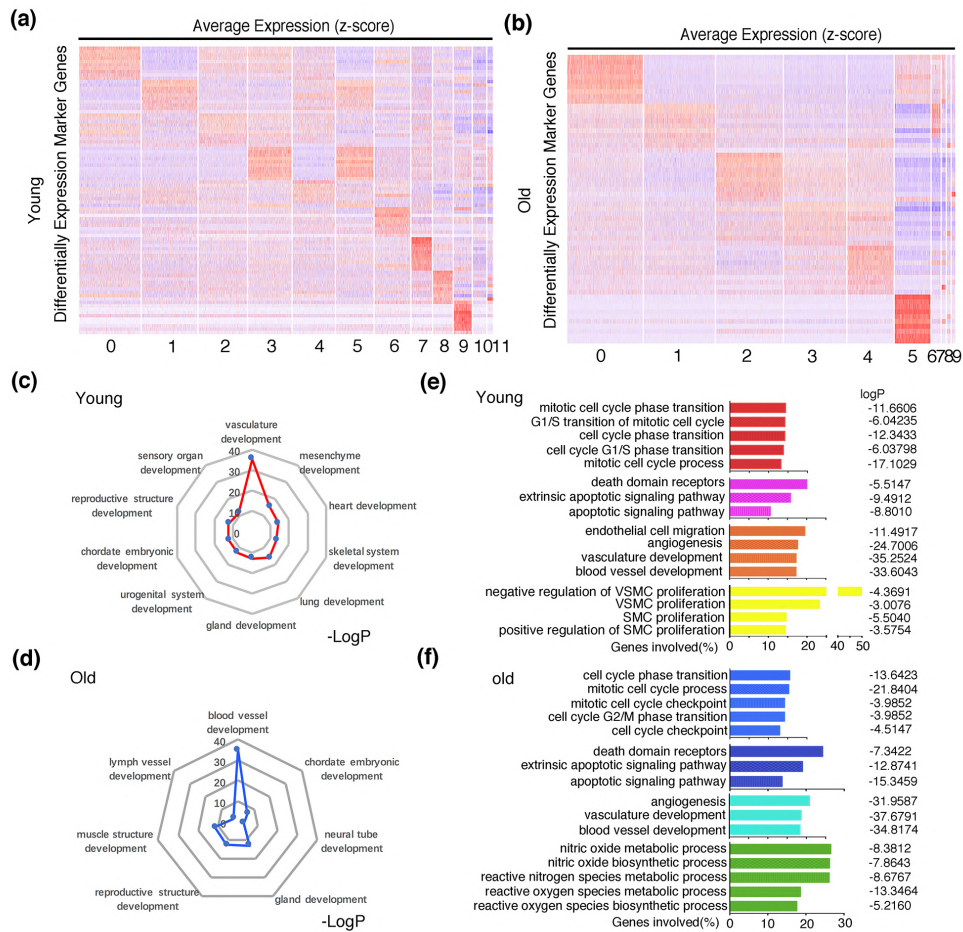 (a)
Average Expression (z-score)
Young
Differentially Expression Marker Genes
0 1 2 3 4 5 6 7 8 9 10 11
(b)
Average Expression (z-score)
Old
Differentially Expression Marker Genes
0 1 2 3 4 5 6 7 8 9
(c)
Young
vasculature
development
mesenchyme
development
heart development
skeletal system
development
lung development
gland development
urogenital system
development
chordate embryonic
development
reproductive structure
development
sensory organ
development
40
30
20
10
0
-LogP
(d)
Old
blood vessel
development
chordate embryonic
development
neural tube
development
gland development
reproductive structure
development
muscle structure
development
lymph vessel
development
40
30
20
10
0
-LogP
(e)
Young
logP
mitotic cell cycle phase transition -11.6606
G1/S transition of mitotic cell cycle -6.04235
cell cycle phase transition -12.3433
cell cycle G1/S phase transition -6.03798
mitotic cell cycle process -17.1029
death domain receptors -5.5147
extrinsic apoptotic signaling pathway -9.4912
apoptotic signaling pathway -8.8010
endothelial cell migration -11.4917
angiogenesis -24.7006
vasculature development -35.2524
blood vessel development -33.6043
negative regulation of VSMC proliferation -4.3691
VSMC proliferation -3.0076
SMC proliferation -5.5040
positive regulation of SMC proliferation -3.5754
Genes involved(%) 0 10 20 40 50
(f)
old
cell cycle phase transition -13.6423
mitotic cell cycle process -21.8404
mitotic cell cycle checkpoint -3.9852
cell cycle G2/M phase transition -3.9852
cell cycle checkpoint -4.5147
death domain receptors -7.3422
extrinsic apoptotic signaling pathway -12.8741
apoptotic signaling pathway -15.3459
angiogenesis -31.9587
vasculature development -37.6791
blood vessel development -34.8174
nitric oxide metabolic process -8.3812
nitric oxide biosynthetic process -7.8643
reactive nitrogen species metabolic process -8.6767
reactive oxygen species metabolic process -13.3464
reactive oxygen species biosynthetic process -5.2160
Genes involved(%) 0 10 20 30